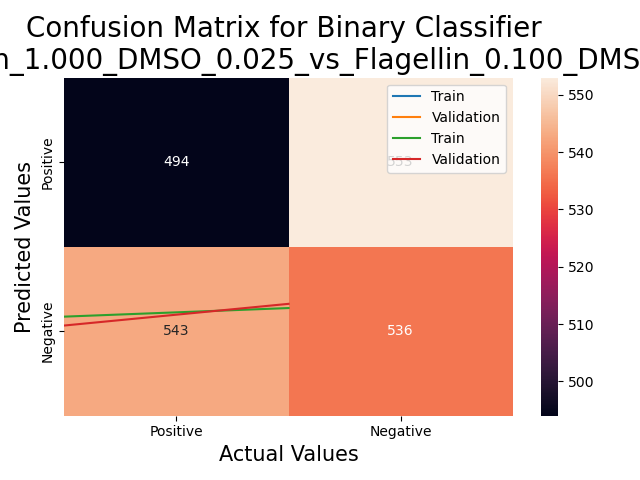 Confusion Matrix for Binary Classifier
n_1.000_DMSO_0.025_vs_Flagellin_0.100_DMS
Train
Validation
Train
Validation
Predicted Values
Positive
Negative
494
553
543
536
Positive
Negative
Actual Values
550
540
530
520
510
500